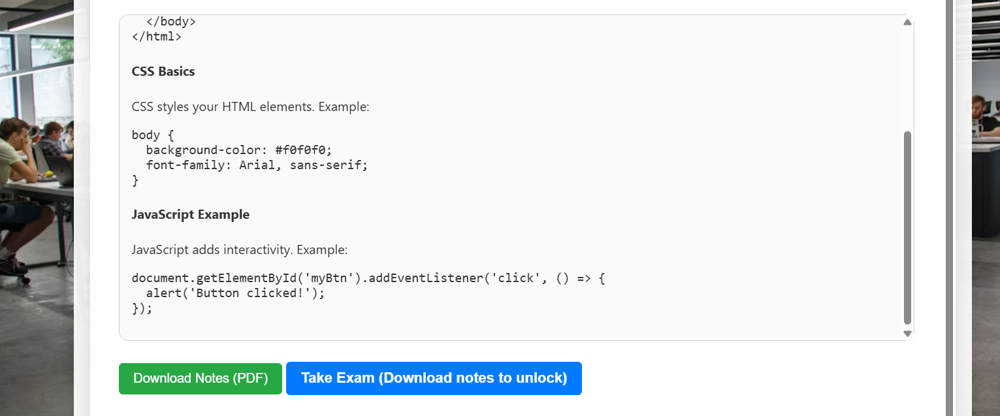 </body>
</html>
CSS Basics
CSS styles your HTML elements. Example:
body {
  background-color: #f0f0f0;
  font-family: Arial, sans-serif;
}
JavaScript Example
JavaScript adds interactivity. Example:
document.getElementById('myBtn').addEventListener('click', () => {
  alert('Button clicked!');
});
Download Notes (PDF)
Take Exam (Download notes to unlock)